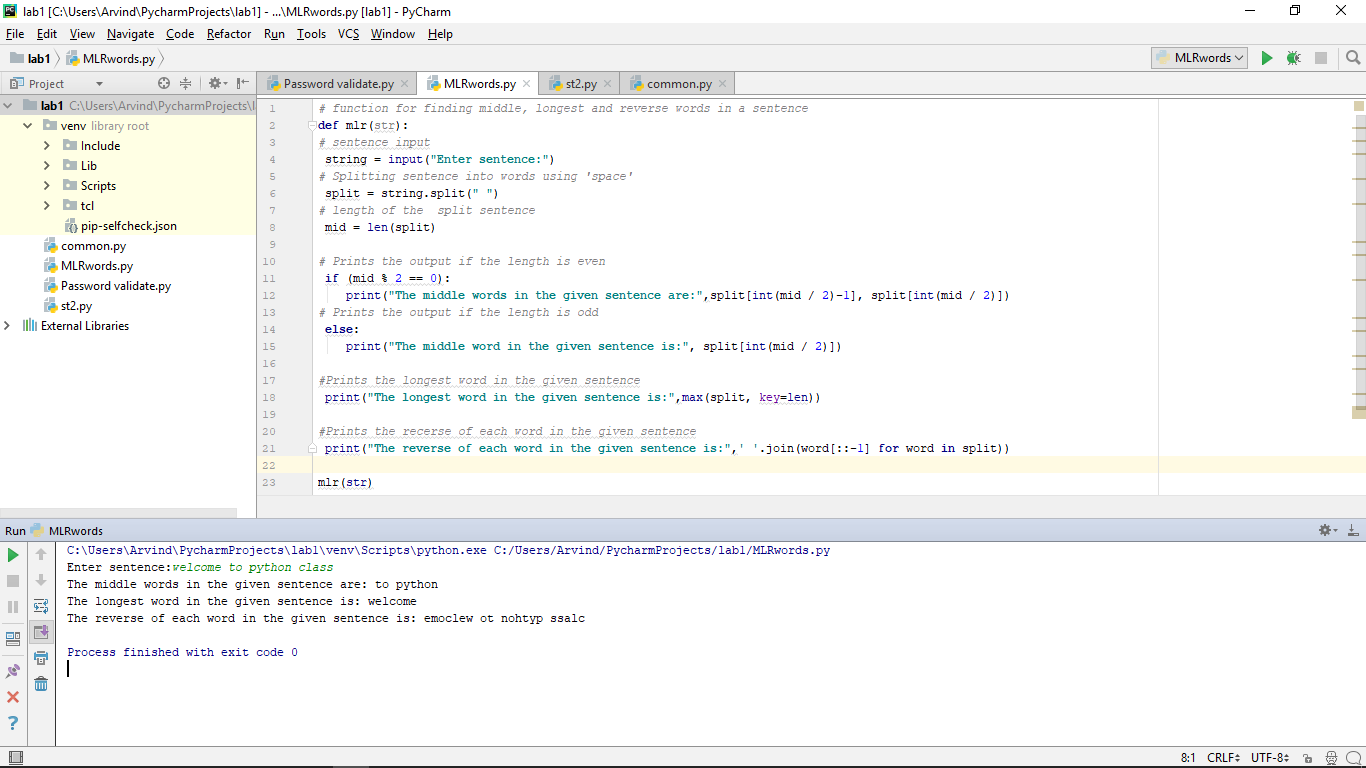 lab1 [C:\Users\Arvind\PycharmProjects\lab1] - ...\MLRwords.py [lab1] - PyCharm
File Edit View Navigate Code Refactor Run Tools VCS Window Help
lab1 MLRwords.py MLRwords
Project Password validate.py MLRwords.py st2.py common.py
lab1 C:\Users\Arvind\PycharmProjects\l
venv library root
Include
Lib
Scripts
tcl
pip-selfcheck.json
common.py
MLRwords.py
Password validate.py
st2.py
External Libraries
1 # function for finding middle, longest and reverse words in a sentence
2 def mlr(str):
3 # sentence input
4 string = input("Enter sentence:")
5 # Splitting sentence into words using 'space'
6 split = string.split(" ")
7 # length of the  split sentence
8 mid = len(split)
9
10 # Prints the output if the length is even
11 if (mid % 2 == 0):
12 print("The middle words in the given sentence are:",split[int(mid / 2)-1], split[int(mid / 2)])
13 # Prints the output if the length is odd
14 else:
15 print("The middle word in the given sentence is:", split[int(mid / 2)])
16
17 #Prints the longest word in the given sentence
18 print("The longest word in the given sentence is:",max(split, key=len))
19
20 #Prints the recerse of each word in the given sentence
21 print("The reverse of each word in the given sentence is:",' '.join(word[::-1] for word in split))
22
23 mlr(str)
Run MLRwords
C:\Users\Arvind\PycharmProjects\lab1\venv\Scripts\python.exe C:/Users/Arvind/PycharmProjects/lab1/MLRwords.py
Enter sentence:welcome to python class
The middle words in the given sentence are: to python
The longest word in the given sentence is: welcome
The reverse of each word in the given sentence is: emoclew ot nohtyp ssalc
Process finished with exit code 0
8:1 CRLF UTF-8